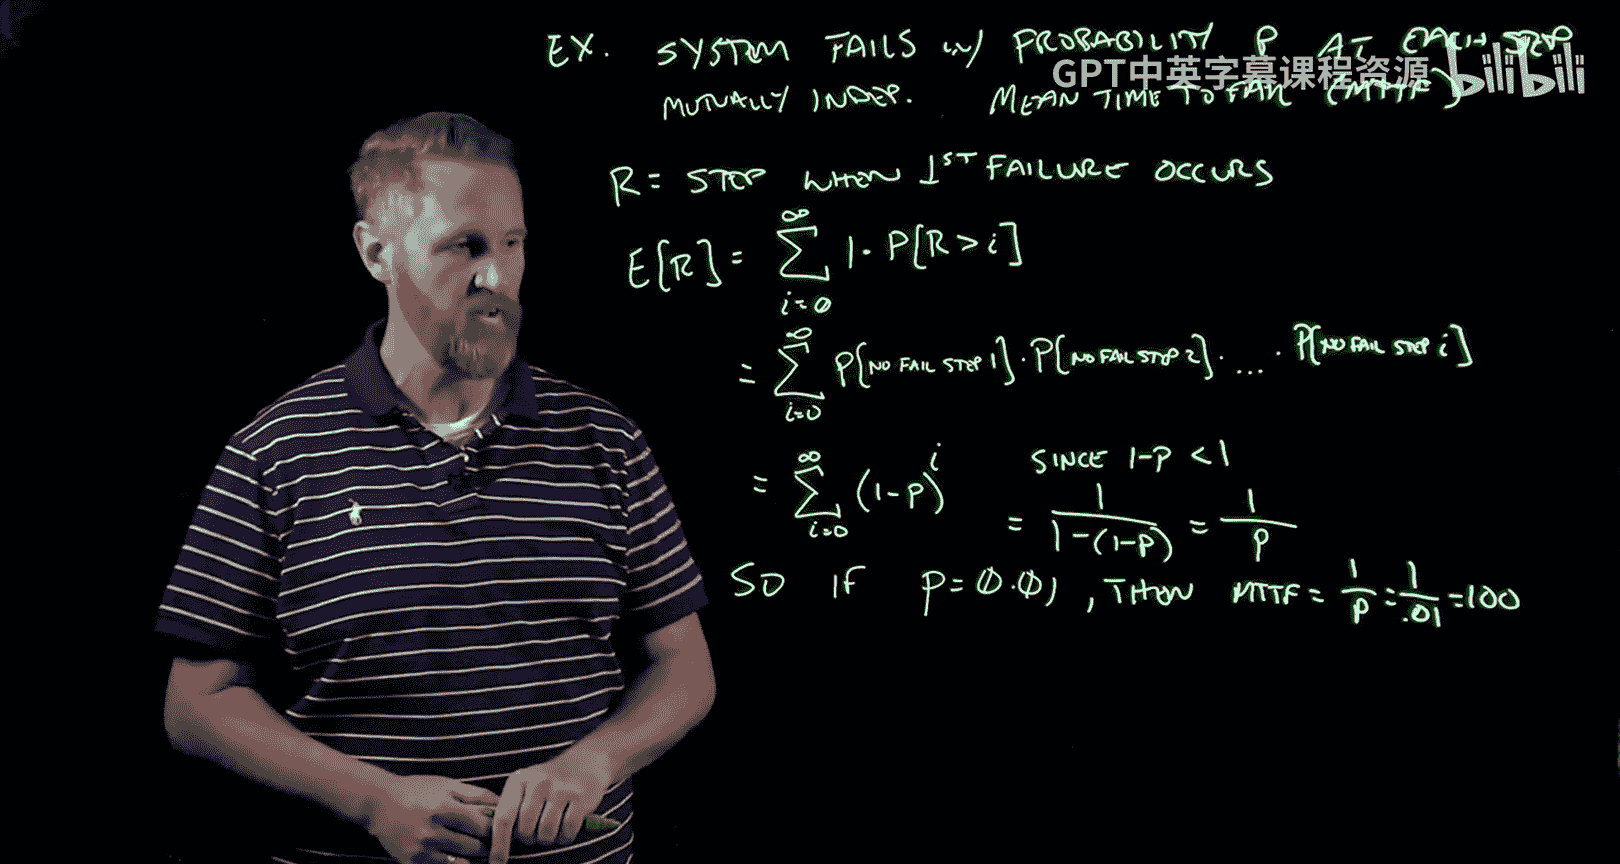 EX. SYSTEM FAILS W/ PROBABILITY P AT EACH STEP
GPT中英字幕课程资源 bilibili
MUTUALLY INDEP. MEAN TIME TO FAIL (MTTF)
R = STEP WHEN 1ST FAILURE OCCURS
E[R] = ∑_{i=0}^{∞} 1 · P[R > i]
= ∑_{i=0}^{∞} P[NO FAIL STEP 1] · P[NO FAIL STEP 2] · ... · P[NO FAIL STEP i]
= ∑_{i=0}^{∞} (1-P)^i SINCE 1-P < 1
= 1/(1-(1-P)) = 1/P
SO IF P = 0.01, THEN MTTF = 1/P = 1/.01 = 100